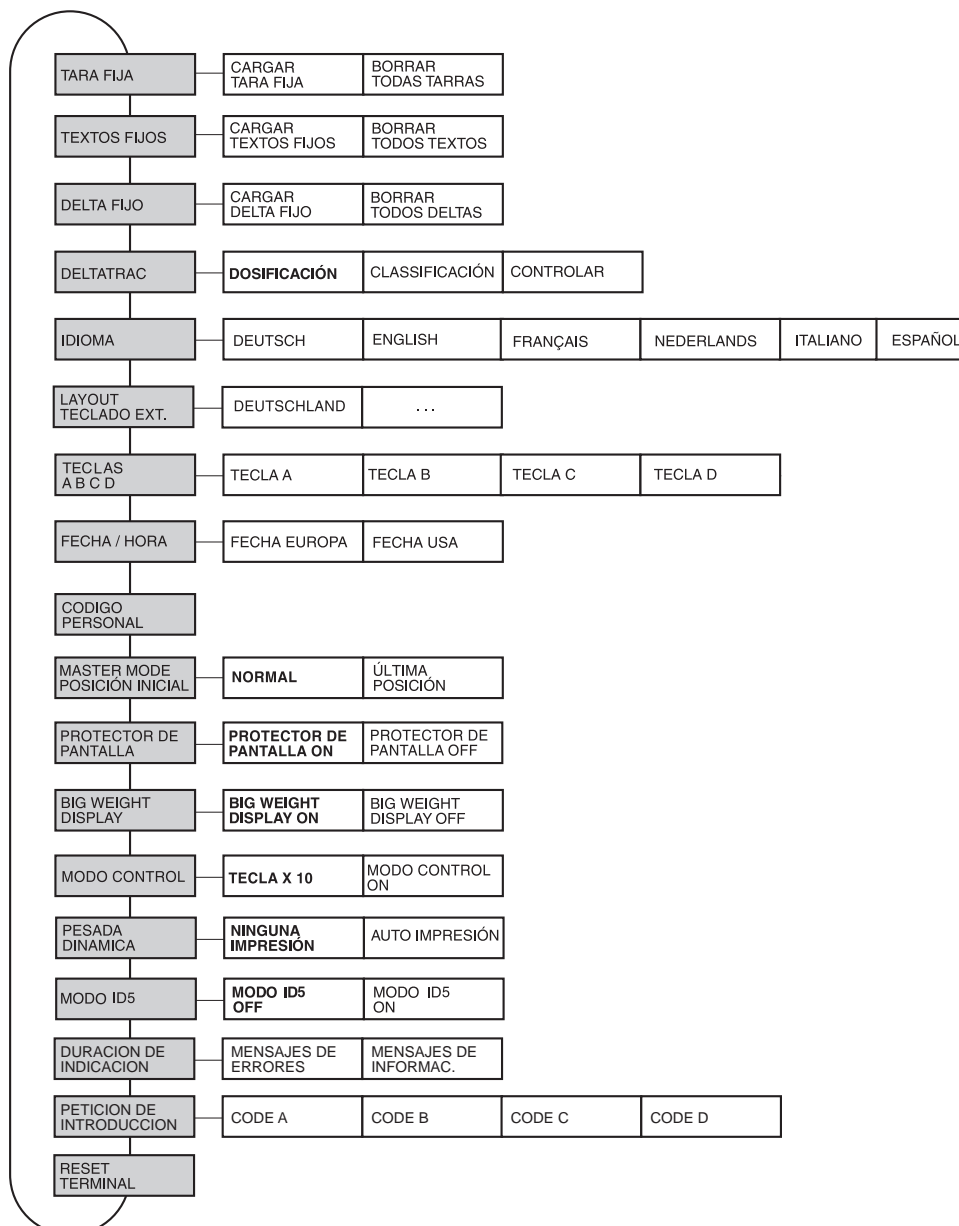 TARA FIJA
CARGAR
TARA FIJA
BORRAR
TODAS TARRAS
TEXTOS FIJOS
CARGAR
TEXTOS FIJOS
BORRAR
TODOS TEXTOS
DELTA FIJO
CARGAR
DELTA FIJO
BORRAR
TODOS DELTAS
DELTATRAC
DOSIFICACIÓN
CLASSIFICACIÓN
CONTROLAR
IDIOMA
DEUTSCH
ENGLISH
FRANÇAIS
NEDERLANDS
ITALIANO
ESPAÑOL
LAYOUT
TECLADO EXT.
DEUTSCHLAND
...
TECLAS
A B C D
TECLA A
TECLA B
TECLA C
TECLA D
FECHA / HORA
FECHA EUROPA
FECHA USA
CODIGO
PERSONAL
MASTER MODE
POSICIÓN INICIAL
NORMAL
ÚLTIMA
POSICIÓN
PROTECTOR DE
PANTALLA
PROTECTOR DE
PANTALLA ON
PROTECTOR DE
PANTALLA OFF
BIG WEIGHT
DISPLAY
BIG WEIGHT
DISPLAY ON
BIG WEIGHT
DISPLAY OFF
MODO CONTROL
TECLA X 10
MODO CONTROL
ON
PESADA
DINAMICA
NINGUNA
IMPRESIÓN
AUTO IMPRESIÓN
MODO ID5
MODO ID5
OFF
MODO ID5
ON
DURACION DE
INDICACION
MENSAJES DE
ERRORES
MENSAJES DE
INFORMAC.
PETICION DE
INTRODUCCION
CODE A
CODE B
CODE C
CODE D
RESET
TERMINAL